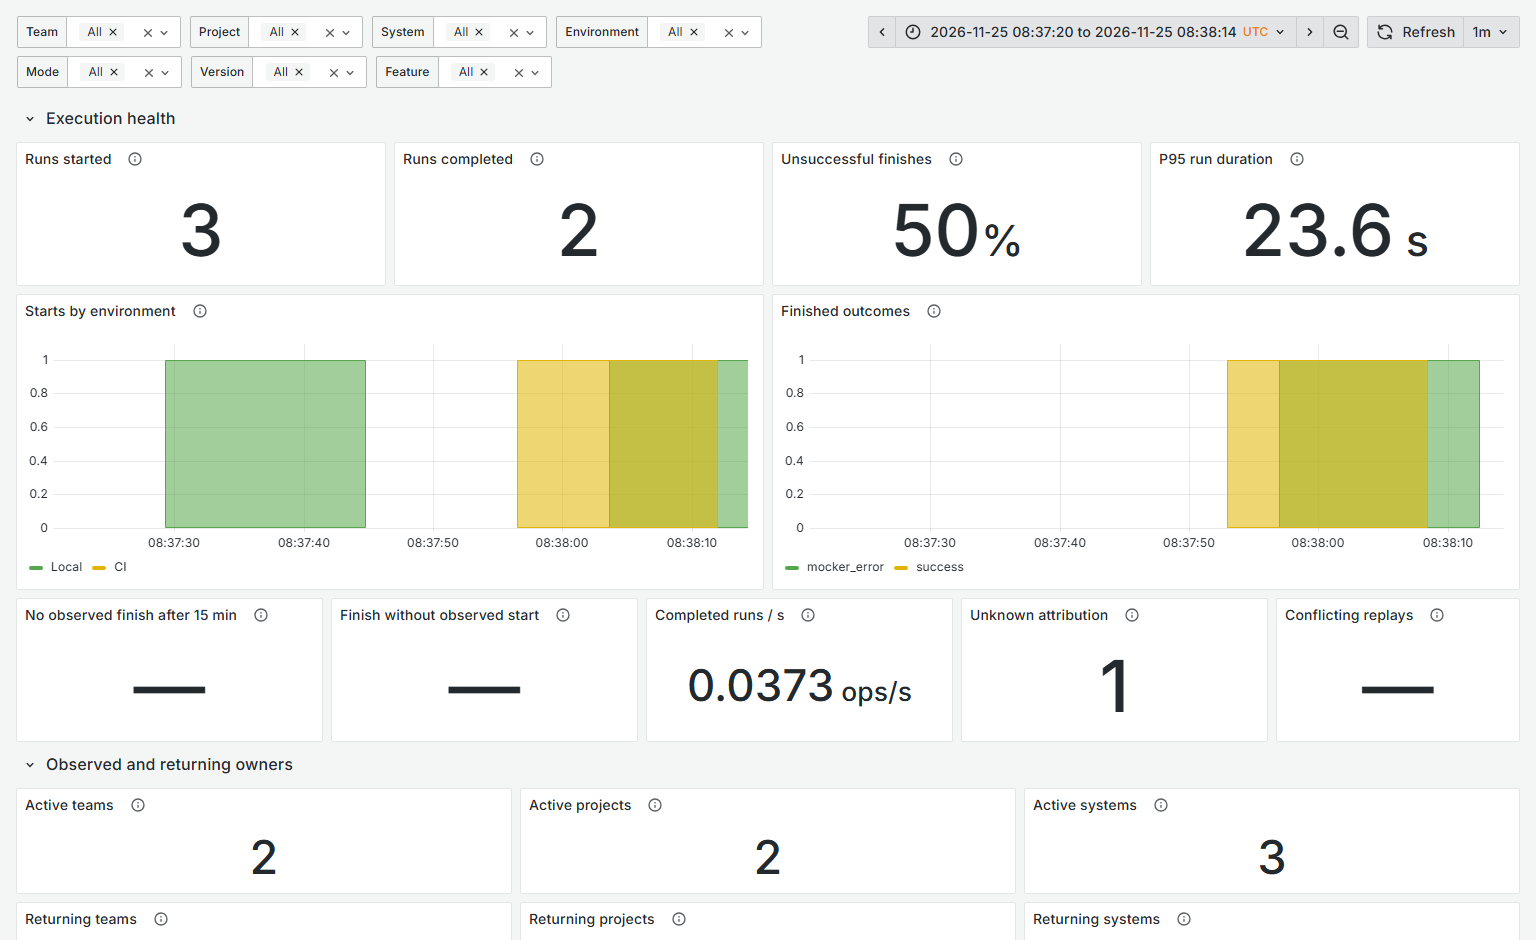 Team All Project All System All Environment All 2026-11-25 08:37:20 to 2026-11-25 08:38:14 UTC Refresh 1m
Mode All Version All Feature All
Execution health
Runs started Runs completed Unsuccessful finishes P95 run duration
3 2 50% 23.6 s
Starts by environment
1
0.8
0.6
0.4
0.2
0
08:37:30 08:37:40 08:37:50 08:38:00 08:38:10
Local CI
Finished outcomes
1
0.8
0.6
0.4
0.2
0
08:37:30 08:37:40 08:37:50 08:38:00 08:38:10
mocker_error success
No observed finish after 15 min Finish without observed start Completed runs / s Unknown attribution Conflicting replays
— — 0.0373 ops/s 1 —
Observed and returning owners
Active teams Active projects Active systems
2 2 3
Returning teams Returning projects Returning systems